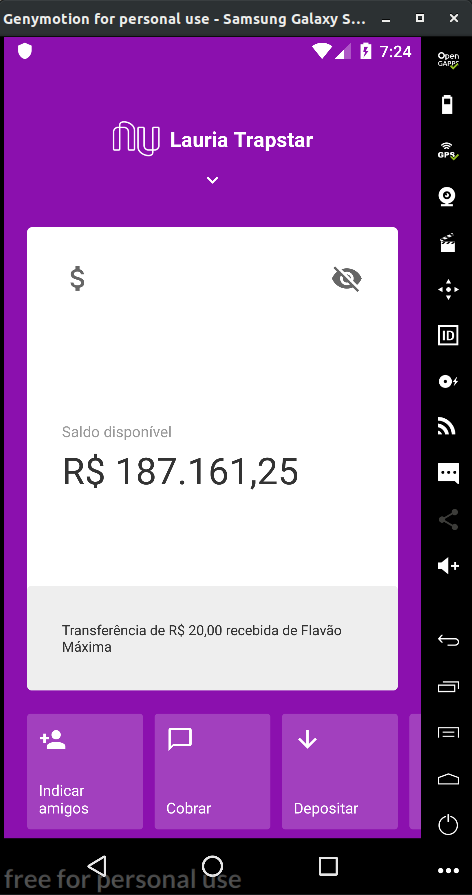 Genymotion for personal use - Samsung Galaxy S...
Open
GAPPS
7:24
GPS
nu Lauria Trapstar
ID
$
Saldo disponível
R$ 187.161,25
Transferência de R$ 20,00 recebida de Flavão
Máxima
Indicar
amigos
Cobrar
Depositar
free for personal use